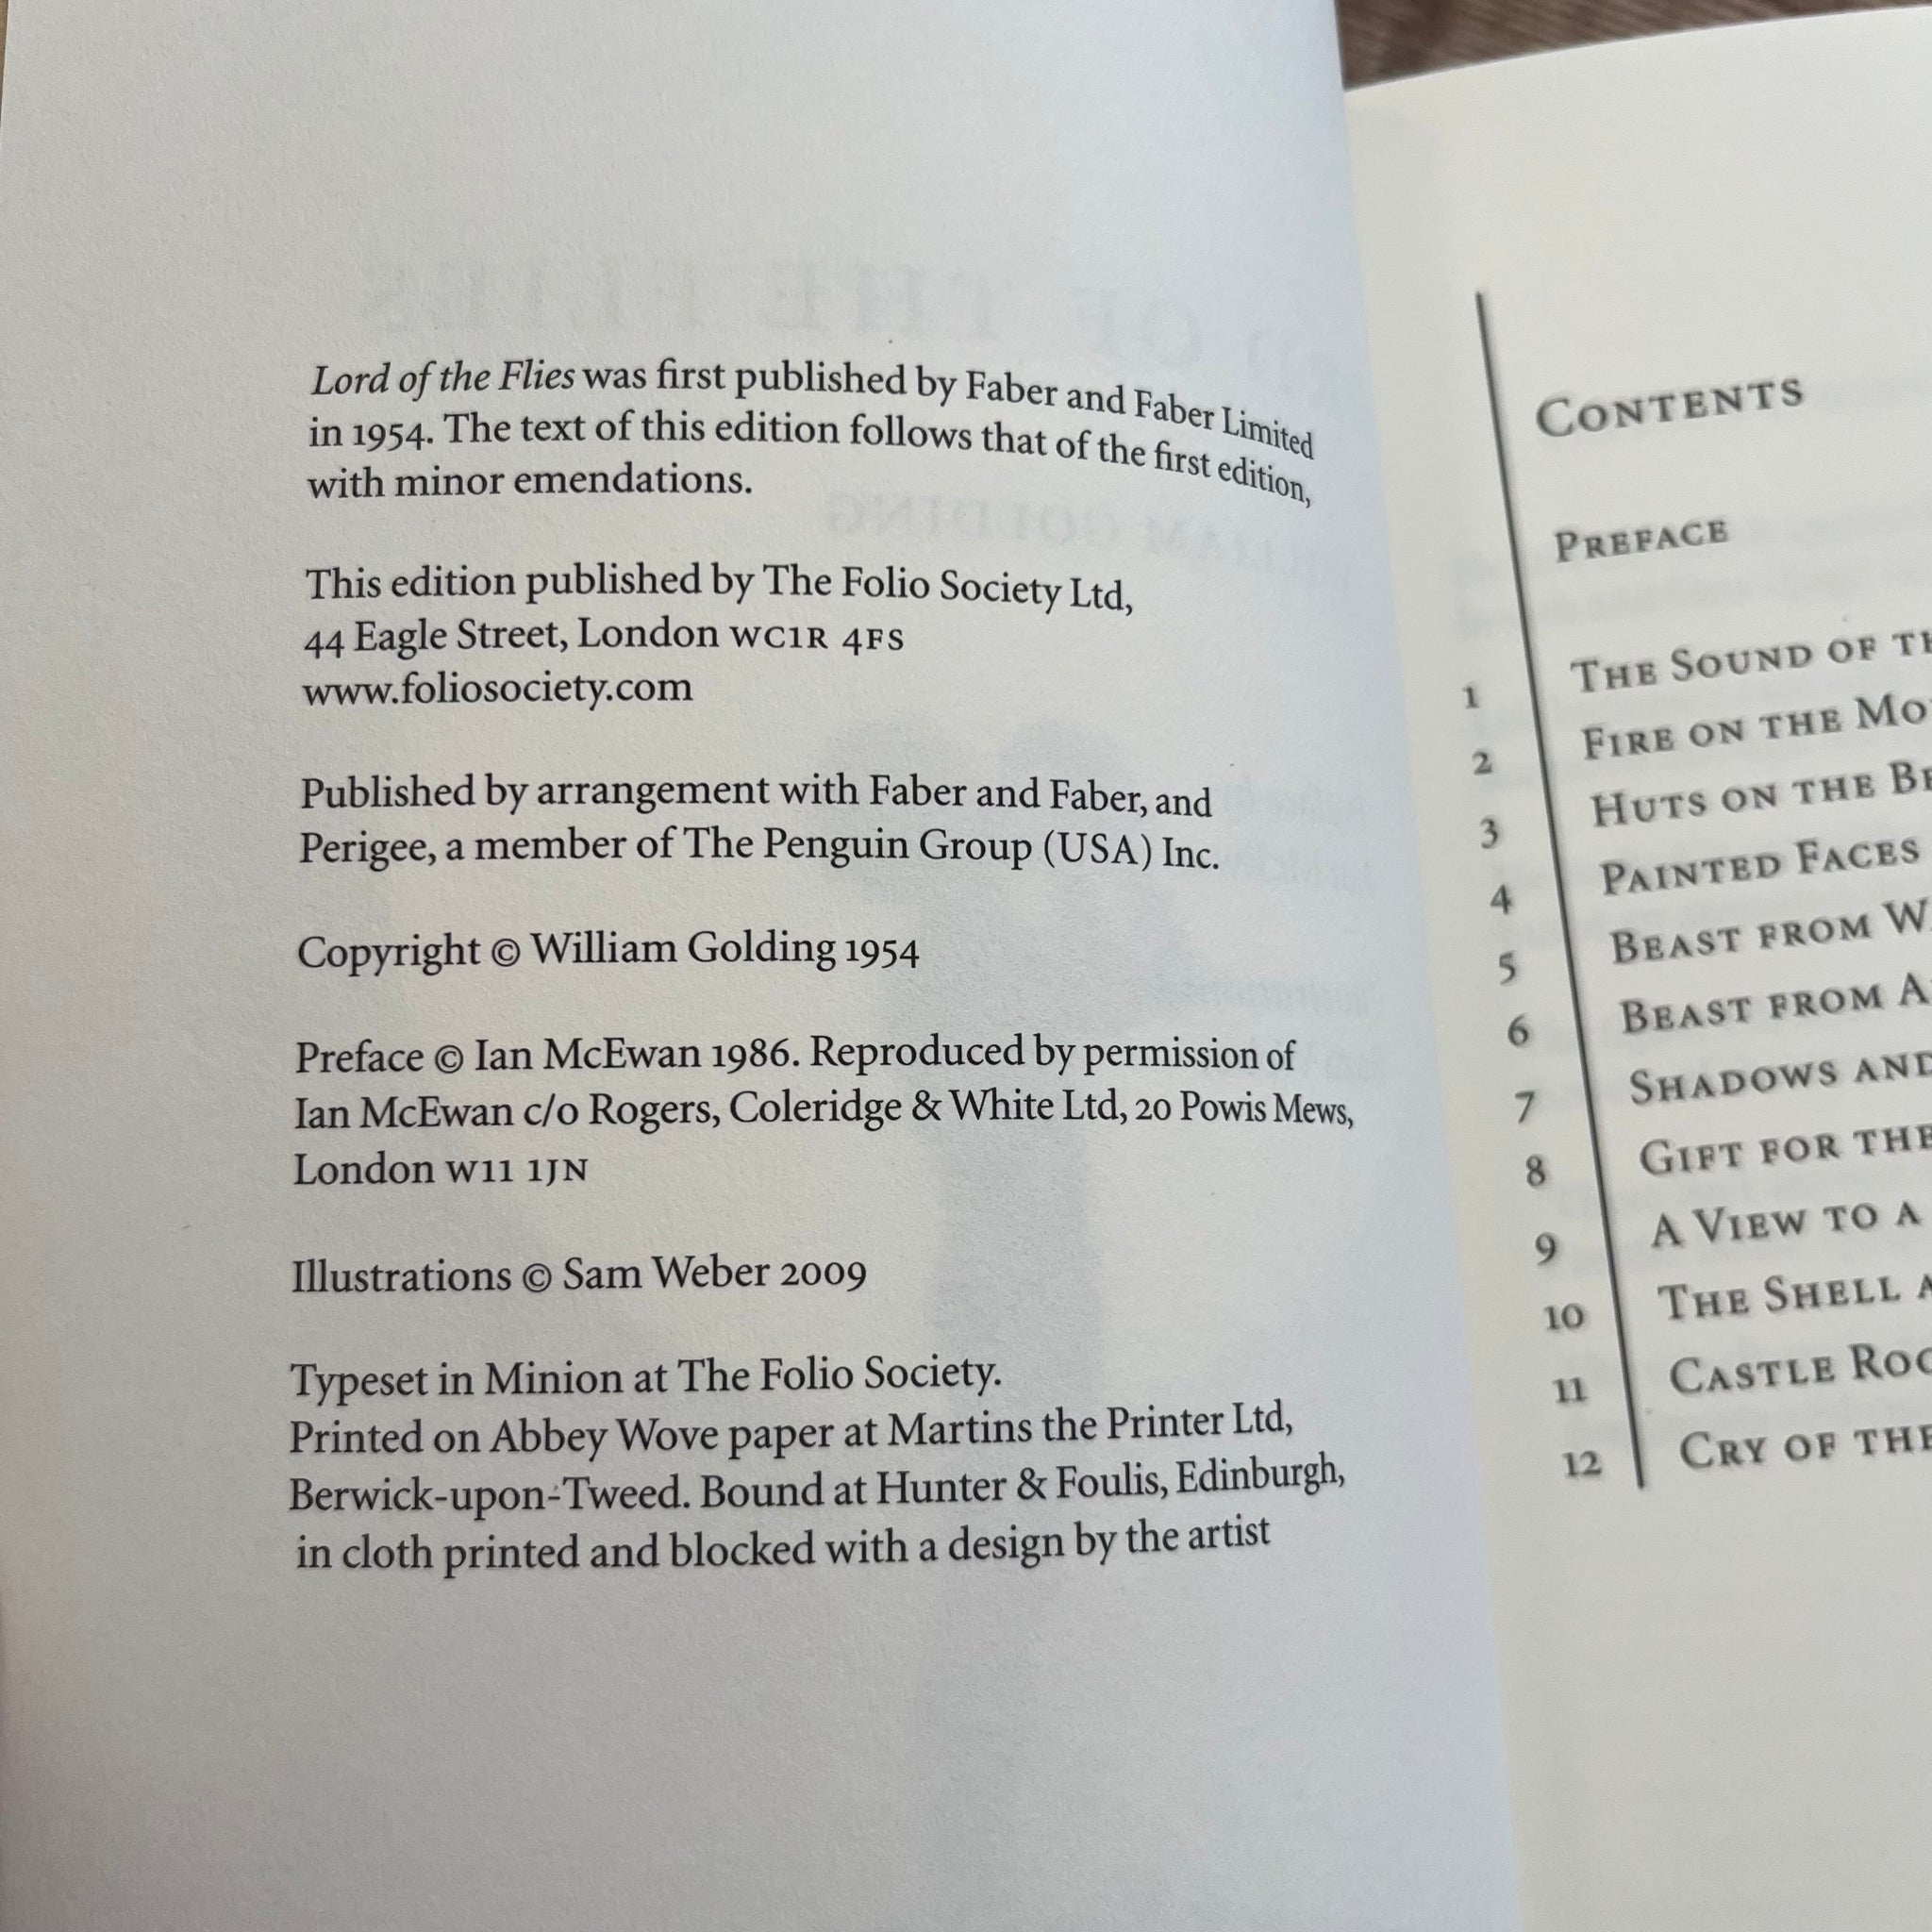 Lord of the Flies was first published by Faber and Faber Limited
in 1954. The text of this edition follows that of the first edition,
with minor emendations.
This edition published by The Folio Society Ltd,
44 Eagle Street, London WC1R 4FS
www.foliosociety.com
Published by arrangement with Faber and Faber, and
Perigee, a member of The Penguin Group (USA) Inc.
Copyright © William Golding 1954
Preface © Ian McEwan 1986. Reproduced by permission of
Ian McEwan c/o Rogers, Coleridge & White Ltd, 20 Powis Mews,
London W11 1JN
Illustrations © Sam Weber 2009
Typeset in Minion at The Folio Society.
Printed on Abbey Wove paper at Martins the Printer Ltd,
Berwick-upon-Tweed. Bound at Hunter & Foulis, Edinburgh,
in cloth printed and blocked with a design by the artist
CONTENTS
PREFACE
1 THE SOUND OF
2 FIRE ON THE
3 HUTS ON THE
4 PAINTED FACES
5 BEAST FROM
6 BEAST FROM
7 SHADOWS AND
8 GIFT FOR THE
9 A VIEW TO A
10 THE SHELL
11 CASTLE
12 CRY OF THE